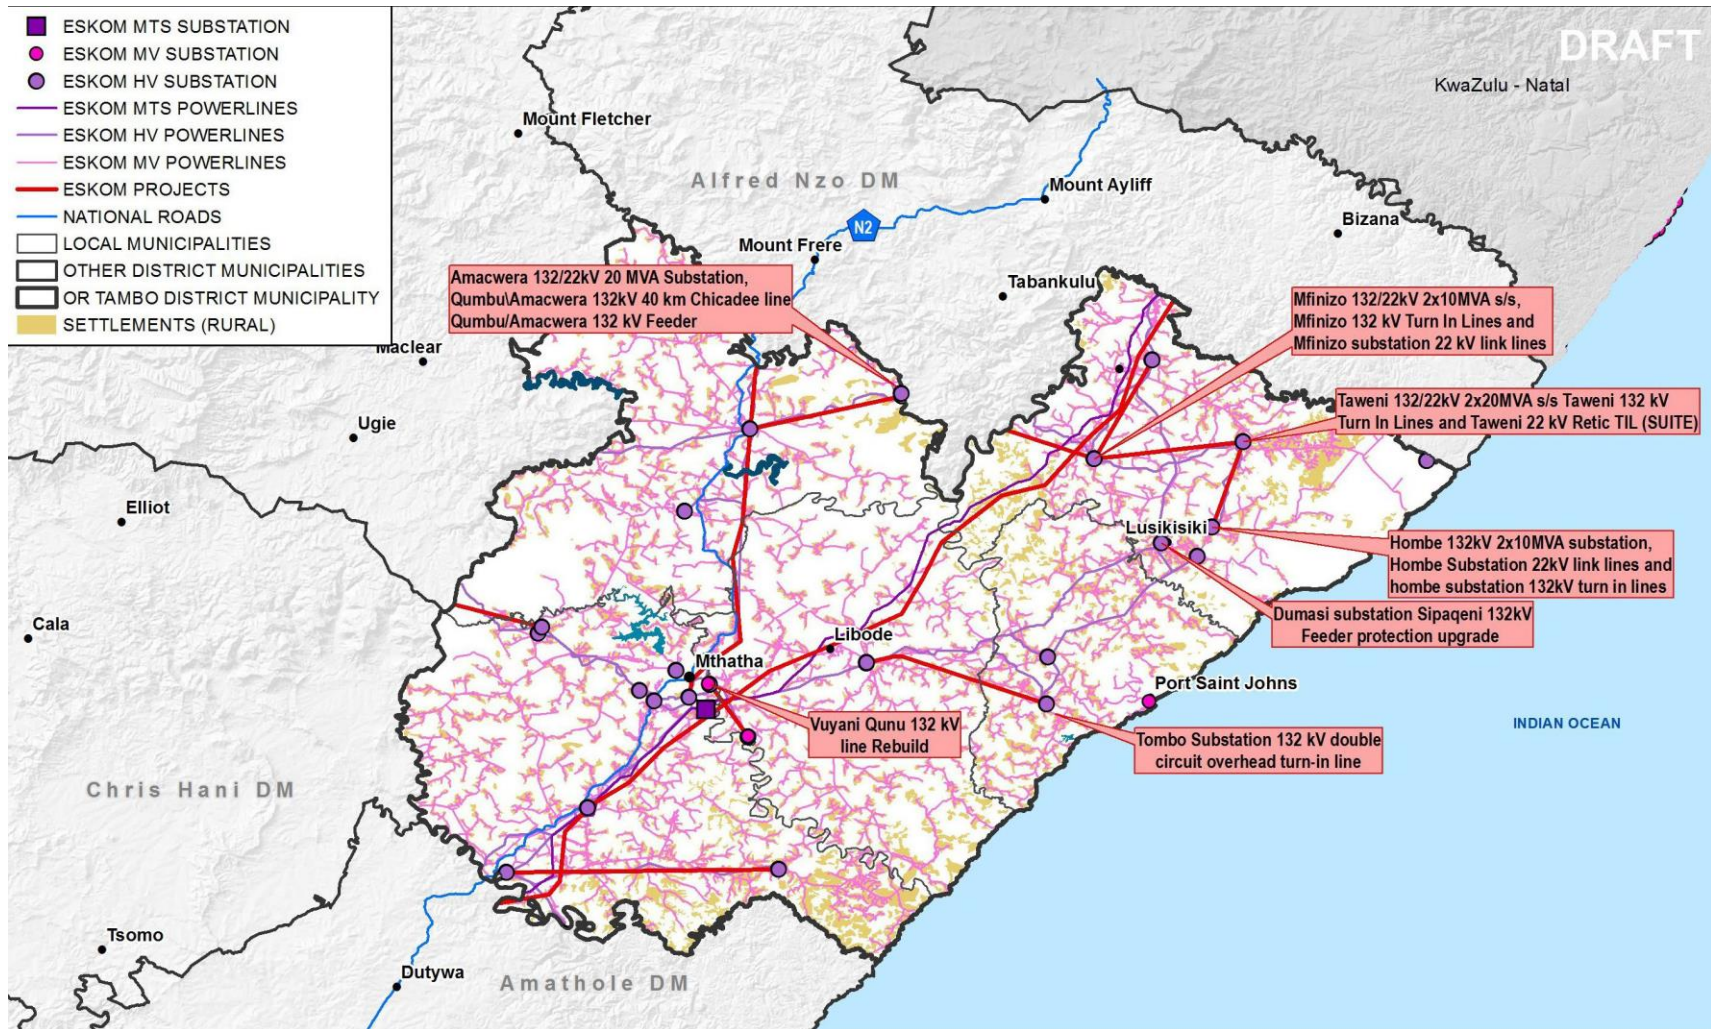 ESKOM MTS SUBSTATION
ESKOM MV SUBSTATION
ESKOM HV SUBSTATION
ESKOM MTS POWERLINES
ESKOM HV POWERLINES
ESKOM MV POWERLINES
ESKOM PROJECTS
NATIONAL ROADS
LOCAL MUNICIPALITIES
OTHER DISTRICT MUNICIPALITIES
OR TAMBO DISTRICT MUNICIPALITY
SETTLEMENTS (RURAL)
DRAFT
KwaZulu - Natal
Mount Fletcher
Alfred Nzo DM
Mount Ayliff
Bizana
N2
Mount Frere
Tabankulu
Amacwera 132/22kV 20 MVA Substation,
Qumbu\Amacwera 132kV 40 km Chicadee line
Qumbu/Amacwera 132 kV Feeder
Mfinizo 132/22kV 2x10MVA s/s,
Mfinizo 132 kV Turn In Lines and
Mfinizo substation 22 kV link lines
Maclear
Taweni 132/22kV 2x20MVA s/s Taweni 132 kV
Turn In Lines and Taweni 22 kV Retic TIL (SUITE)
Ugie
Elliot
Lusikisiki
Hombe 132kV 2x10MVA substation,
Hombe Substation 22kV link lines and
hombe substation 132kV turn in lines
Dumasi substation Sipaqeni 132kV
Feeder protection upgrade
Cala
Libode
Mthatha
Port Saint Johns
INDIAN OCEAN
Vuyani Qunu 132 kV
line Rebuild
Tombo Substation 132 kV double
circuit overhead turn-in line
Chris Hani DM
Tsomo
Dutywa
Amathole DM